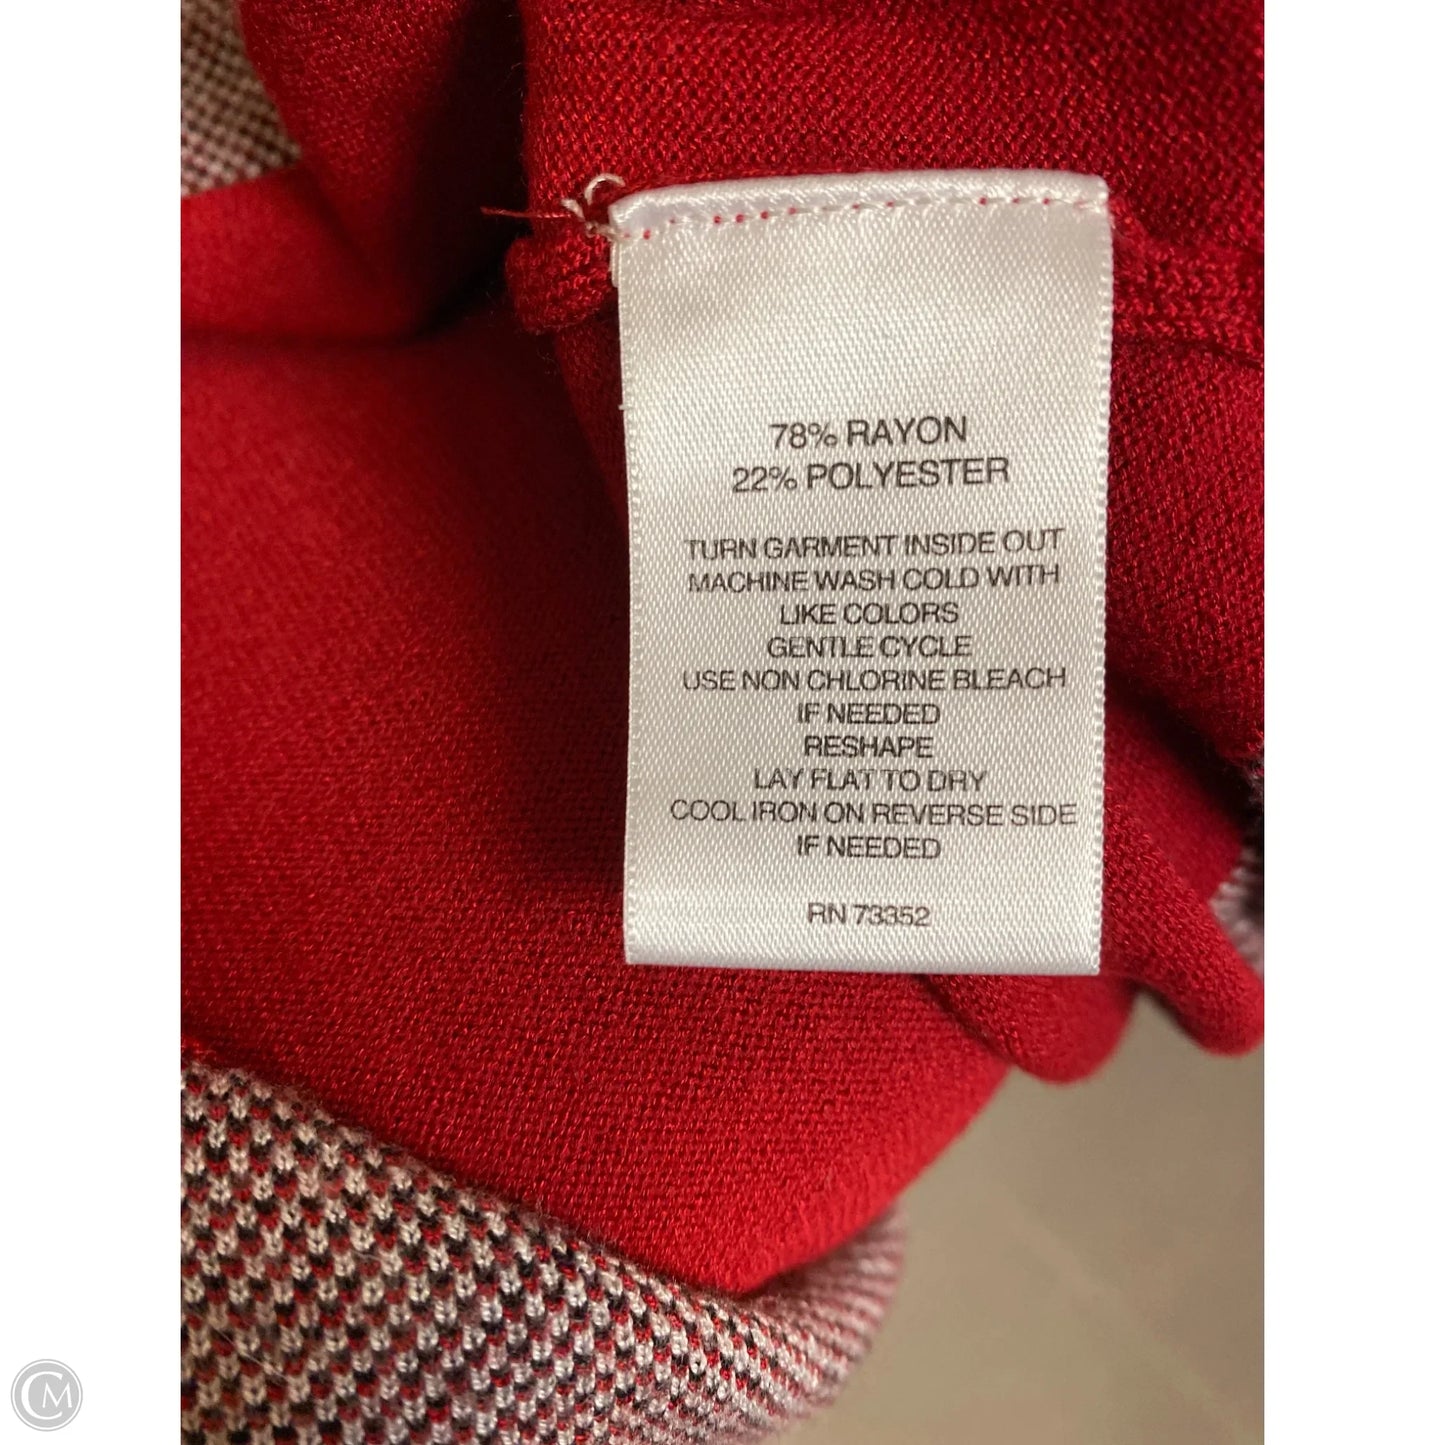 78% RAYON
22% POLYESTER
TURN GARMENT INSIDE OUT
MACHINE WASH COLD WITH
LIKE COLORS
GENTLE CYCLE
USE NON CHLORINE BLEACH
IF NEEDED
RESHAPE
LAY FLAT TO DRY
COOL IRON ON REVERSE SIDE
IF NEEDED
RN 73352
CM